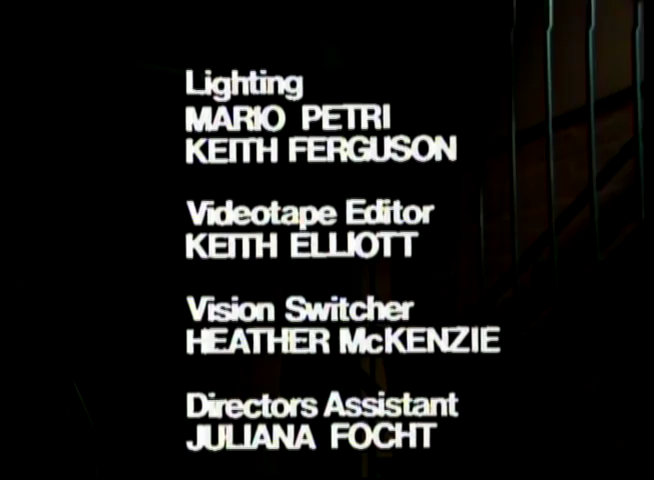 Lighting
MARIO PETRI
KEITH FERGUSON
Videotape Editor
KEITH ELLIOTT
Vision Switcher
HEATHER McKENZIE
Directors Assistant
JULIANA FOCHT